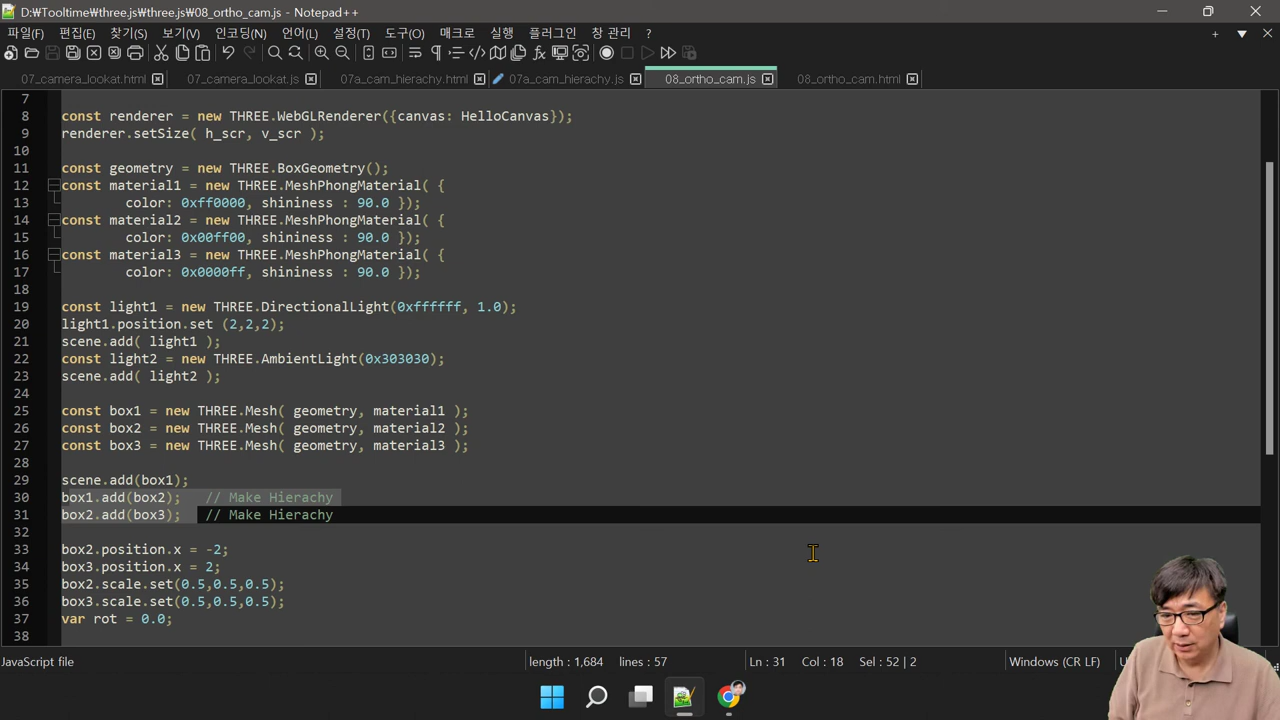 D:\Tooltime\three.js\three.js\08_ortho_cam.js - Notepad++
파일(F) 편집(E) 찾기(S) 보기(V) 인코딩(N) 언어(L) 설정(T) 도구(O) 매크로 실행 플러그인 창 관리 ?
07_camera_lookat.html 07_camera_lookat.js 07a_cam_hierachy.html 07a_cam_hierachy.js 08_ortho_cam.js 08_ortho_cam.html
7
8 const renderer = new THREE.WebGLRenderer({canvas: HelloCanvas});
9 renderer.setSize( h_scr, v_scr );
10
11 const geometry = new THREE.BoxGeometry();
12 const material1 = new THREE.MeshPhongMaterial( {
13 color: 0xff0000, shininess : 90.0 });
14 const material2 = new THREE.MeshPhongMaterial( {
15 color: 0x00ff00, shininess : 90.0 });
16 const material3 = new THREE.MeshPhongMaterial( {
17 color: 0x0000ff, shininess : 90.0 });
18
19 const light1 = new THREE.DirectionalLight(0xffffff, 1.0);
20 light1.position.set (2,2,2);
21 scene.add( light1 );
22 const light2 = new THREE.AmbientLight(0x303030);
23 scene.add( light2 );
24
25 const box1 = new THREE.Mesh( geometry, material1 );
26 const box2 = new THREE.Mesh( geometry, material2 );
27 const box3 = new THREE.Mesh( geometry, material3 );
28
29 scene.add(box1);
30 box1.add(box2); // Make Hierachy
31 box2.add(box3); // Make Hierachy
32
33 box2.position.x = -2;
34 box3.position.x = 2;
35 box2.scale.set(0.5,0.5,0.5);
36 box3.scale.set(0.5,0.5,0.5);
37 var rot = 0.0;
38
JavaScript file length : 1,684 lines : 57 Ln : 31 Col : 18 Sel : 52 | 2 Windows (CR LF)